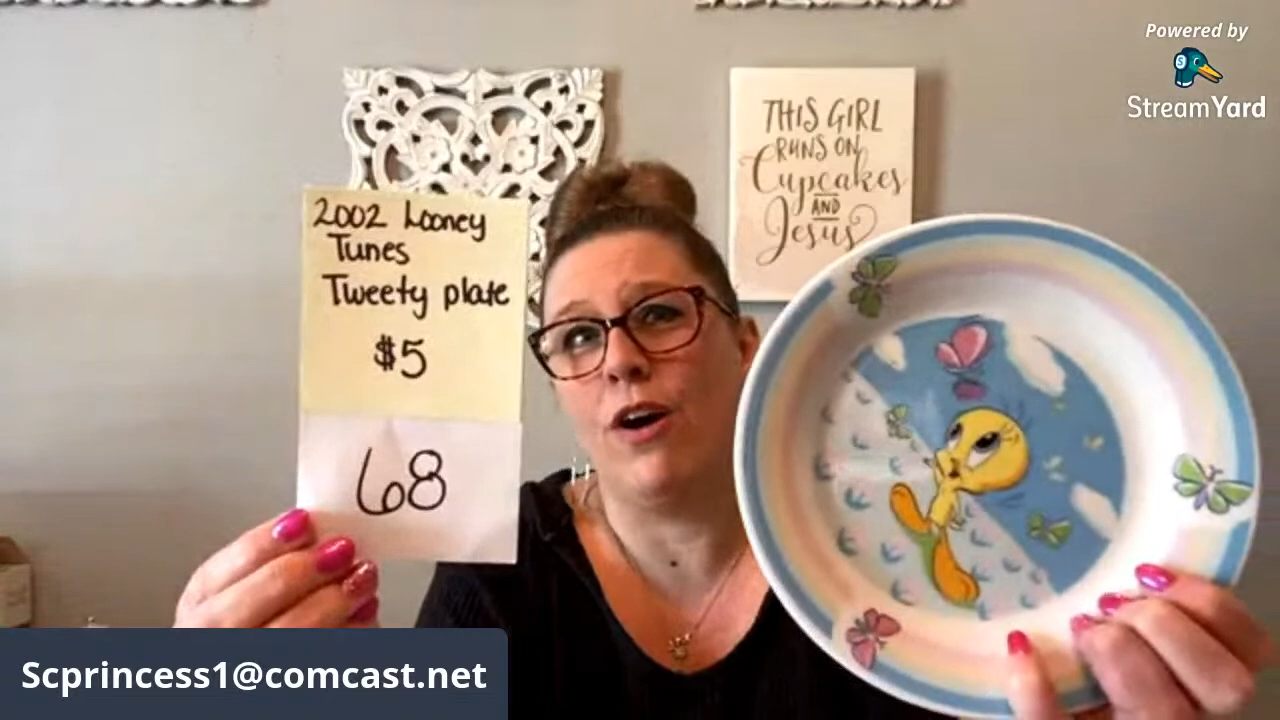 Powered by
StreamYard
THIS GIRL
RUNS ON
Cupcakes
AND
Jesus
2002 Looney
Tunes
Tweety plate
$5
68
Scprincess1@comcast.net